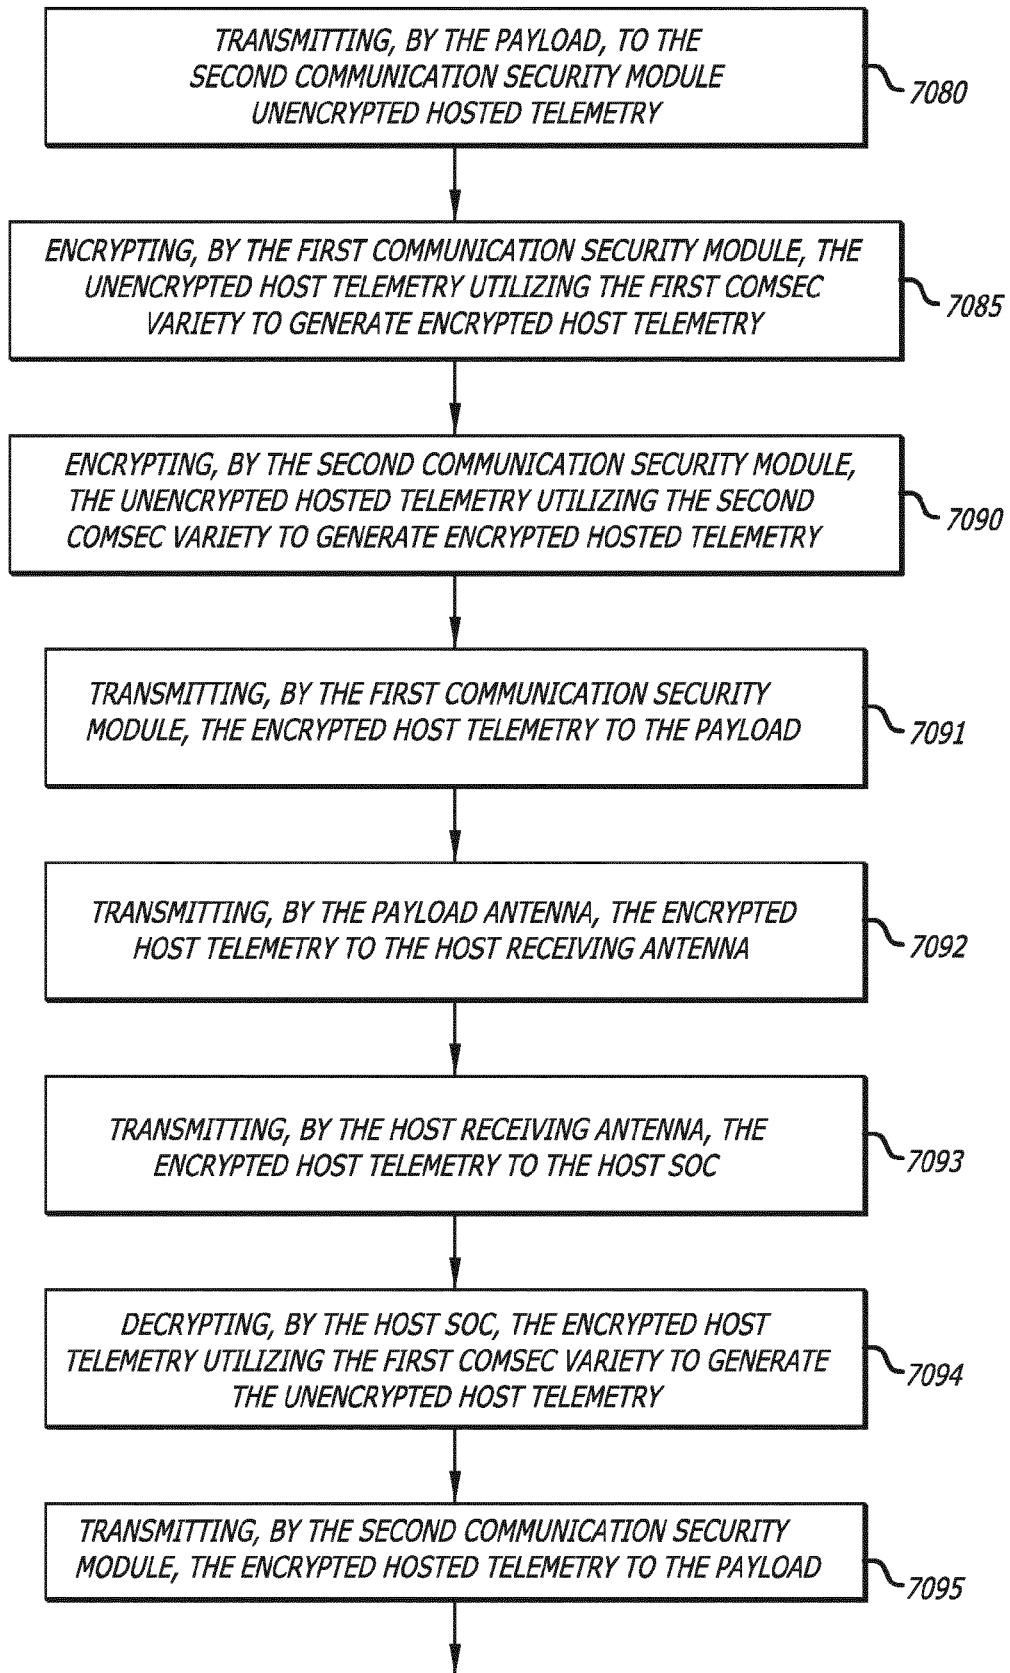 TRANSMITTING, BY THE PAYLOAD, TO THE
SECOND COMMUNICATION SECURITY MODULE
UNENCRYPTED HOSTED TELEMETRY
7080
ENCRYPTING, BY THE FIRST COMMUNICATION SECURITY MODULE, THE
UNENCRYPTED HOST TELEMETRY UTILIZING THE FIRST COMSEC
VARIETY TO GENERATE ENCRYPTED HOST TELEMETRY
7085
ENCRYPTING, BY THE SECOND COMMUNICATION SECURITY MODULE,
THE UNENCRYPTED HOSTED TELEMETRY UTILIZING THE SECOND
COMSEC VARIETY TO GENERATE ENCRYPTED HOSTED TELEMETRY
7090
TRANSMITTING, BY THE FIRST COMMUNICATION SECURITY
MODULE, THE ENCRYPTED HOST TELEMETRY TO THE PAYLOAD
7091
TRANSMITTING, BY THE PAYLOAD ANTENNA, THE ENCRYPTED
HOST TELEMETRY TO THE HOST RECEIVING ANTENNA
7092
TRANSMITTING, BY THE HOST RECEIVING ANTENNA, THE
ENCRYPTED HOST TELEMETRY TO THE HOST SOC
7093
DECRYPTING, BY THE HOST SOC, THE ENCRYPTED HOST
TELEMETRY UTILIZING THE FIRST COMSEC VARIETY TO GENERATE
THE UNENCRYPTED HOST TELEMETRY
7094
TRANSMITTING, BY THE SECOND COMMUNICATION SECURITY
MODULE, THE ENCRYPTED HOSTED TELEMETRY TO THE PAYLOAD
7095